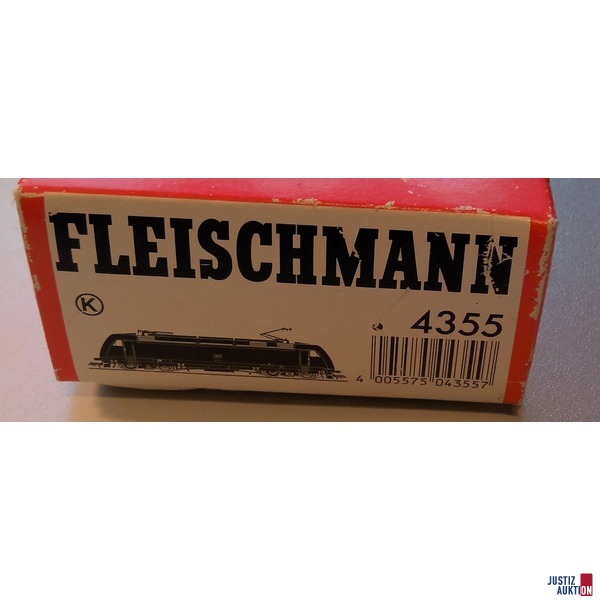 FLEISCHMANN
K
4355
4 005575 043557
JUSTIZ
AUKTION